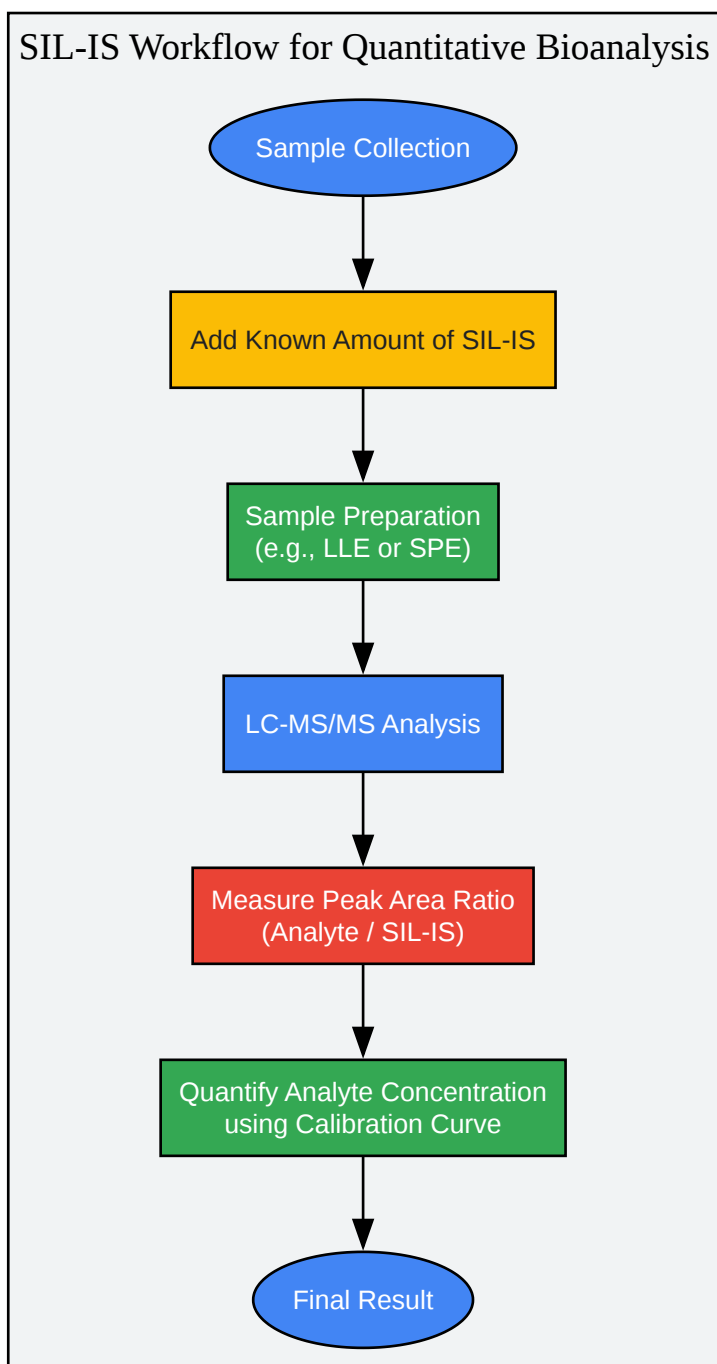 SIL-IS Workflow for Quantitative Bioanalysis
Sample Collection
Add Known Amount of SIL-IS
Sample Preparation
(e.g., LLE or SPE)
LC-MS/MS Analysis
Measure Peak Area Ratio
(Analyte / SIL-IS)
Quantify Analyte Concentration
using Calibration Curve
Final Result